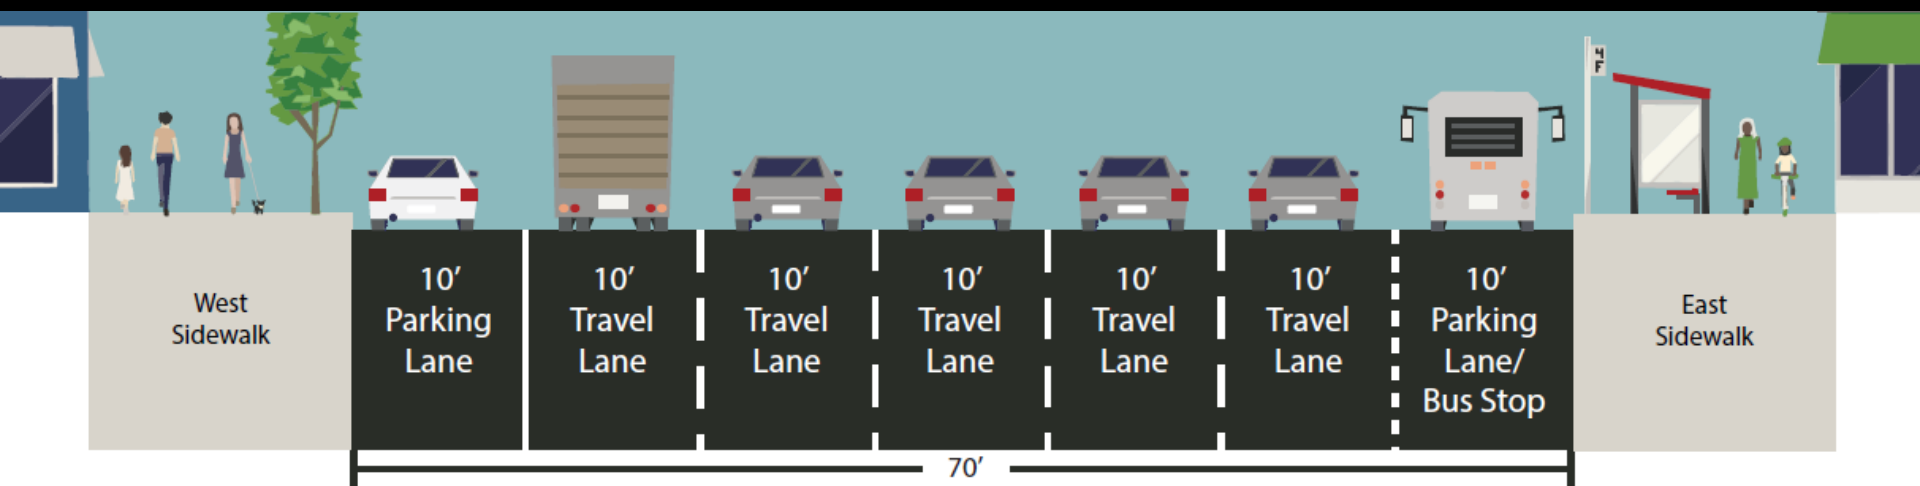 4
F
West
Sidewalk
10’
Parking
Lane
10’
Travel
Lane
10’
Travel
Lane
10’
Travel
Lane
10’
Travel
Lane
10’
Travel
Lane
10’
Parking
Lane/
Bus Stop
East
Sidewalk
70’